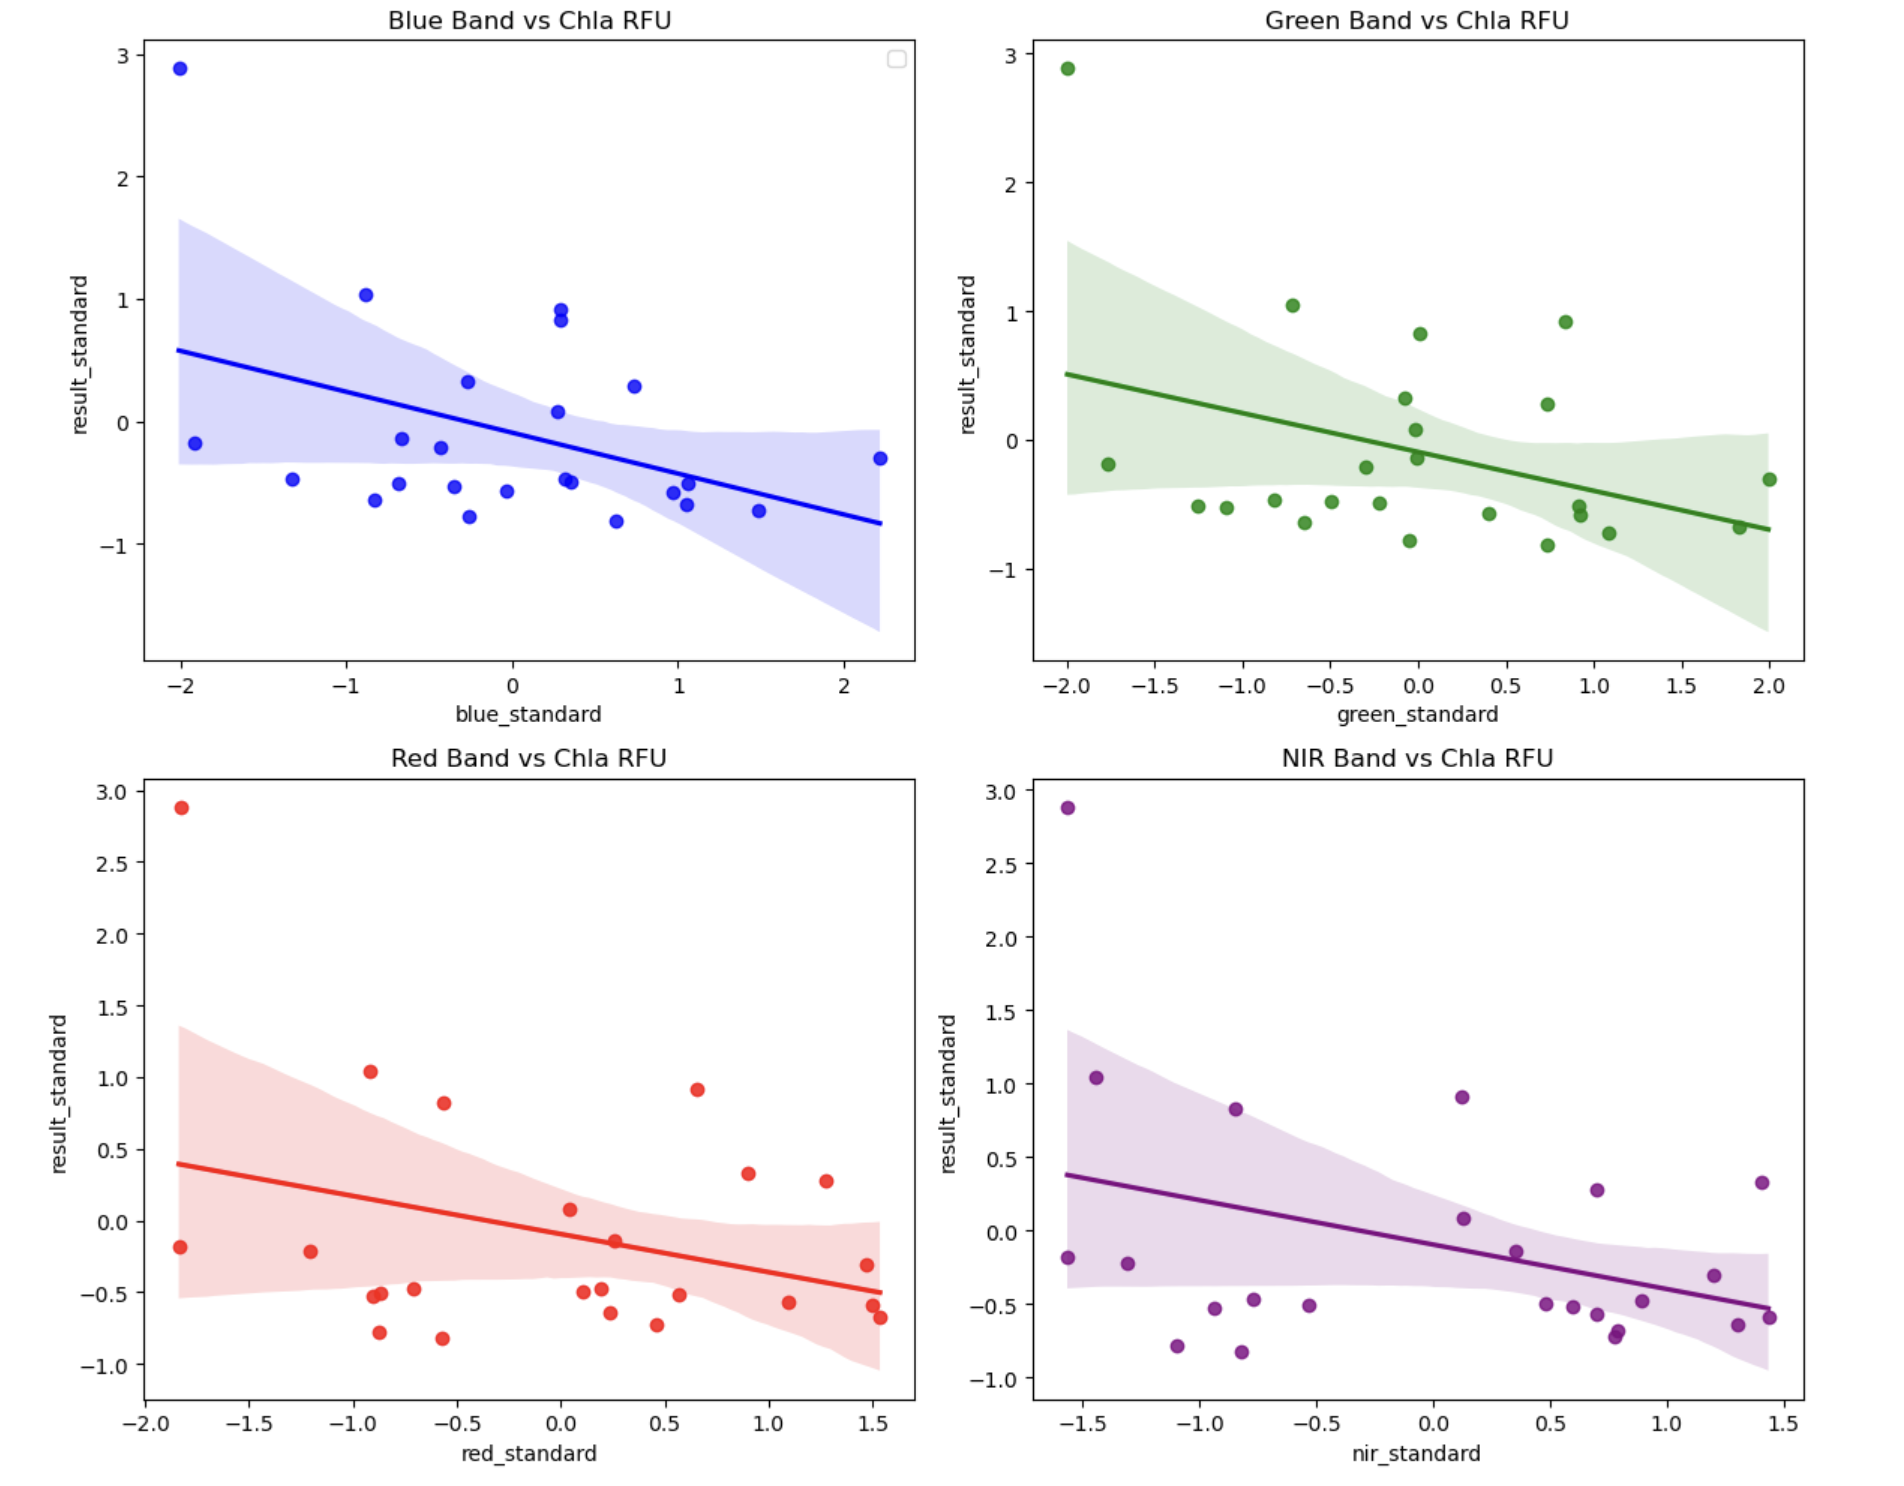 Blue Band vs Chla RFU
3
2
1
0
−1
result_standard
−2 −1 0 1 2
blue_standard
Green Band vs Chla RFU
3
2
1
0
−1
result_standard
−2.0 −1.5 −1.0 −0.5 0.0 0.5 1.0 1.5 2.0
green_standard
Red Band vs Chla RFU
3.0
2.5
2.0
1.5
1.0
0.5
0.0
−0.5
−1.0
result_standard
−2.0 −1.5 −1.0 −0.5 0.0 0.5 1.0 1.5
red_standard
NIR Band vs Chla RFU
3.0
2.5
2.0
1.5
1.0
0.5
0.0
−0.5
−1.0
result_standard
−1.5 −1.0 −0.5 0.0 0.5 1.0 1.5
nir_standard